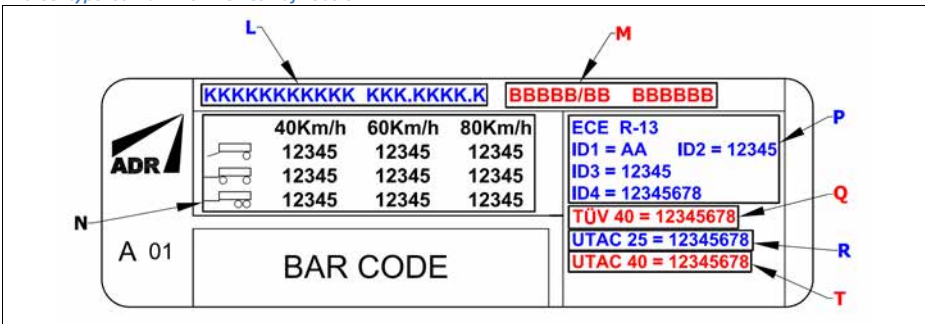 L
M
KKKKKKKKKKK KKK.KKKK.K
BBBBB/BB BBBBBB
P
40Km/h 60Km/h 80Km/h
12345 12345 12345
12345 12345 12345
12345 12345 12345
ECE R-13
ID1 = AA ID2 = 12345
ID3 = 12345
ID4 = 12345678
ADR
N
Q
TÜV 40 = 12345678
UTAC 25 = 12345678
R
UTAC 40 = 12345678
T
A 01
BAR CODE